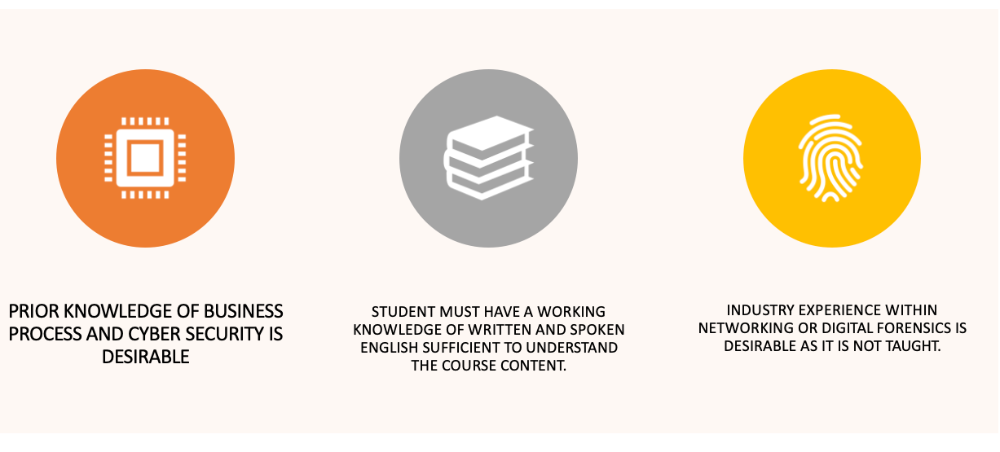 PRIOR KNOWLEDGE OF BUSINESS
PROCESS AND CYBER SECURITY IS
DESIRABLE
STUDENT MUST HAVE A WORKING
KNOWLEDGE OF WRITTEN AND SPOKEN
ENGLISH SUFFICIENT TO UNDERSTAND
THE COURSE CONTENT.
INDUSTRY EXPERIENCE WITHIN
NETWORKING OR DIGITAL FORENSICS IS
DESIRABLE AS IT IS NOT TAUGHT.